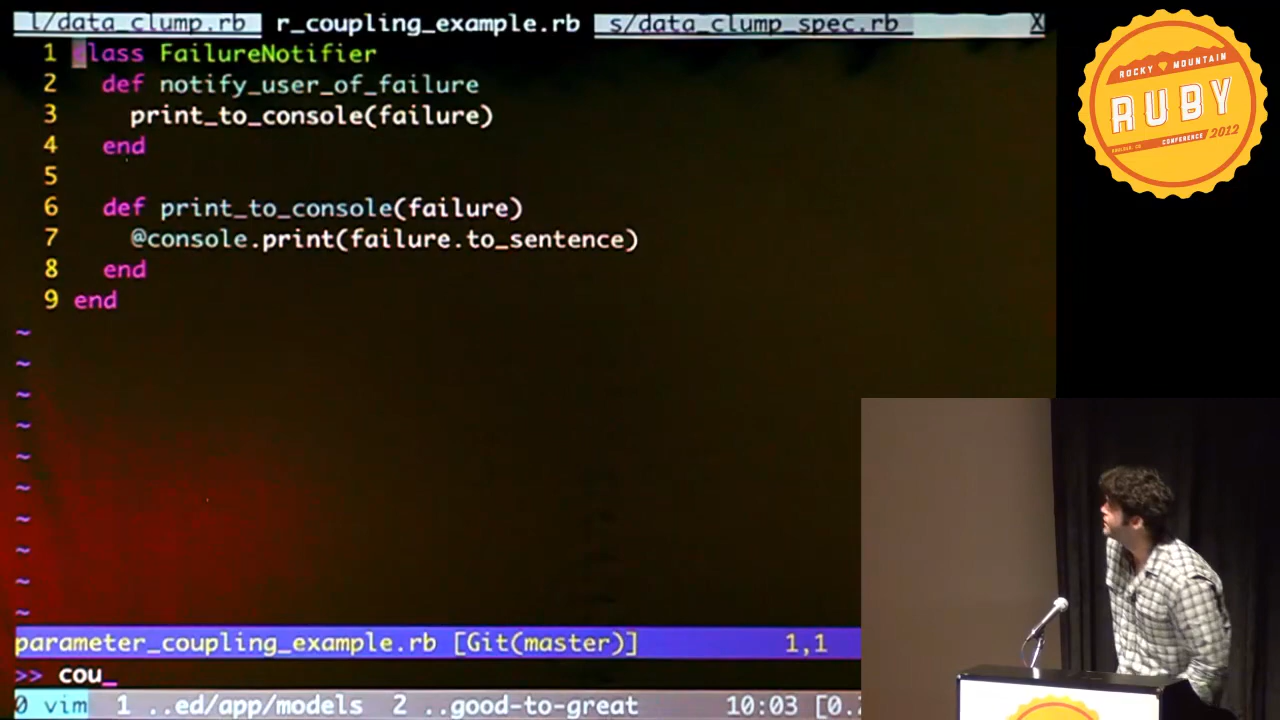 l/data_clump.rb r_coupling_example.rb s/data_clump_spec.rb X
1 class FailureNotifier
2 def notify_user_of_failure
3 print_to_console(failure)
4 end
5
6 def print_to_console(failure)
7 @console.print(failure.to_sentence)
8 end
9 end
~
~
~
~
~
~
~
~
~
~
parameter_coupling_example.rb [Git(master)] 1,1
>> cou_
0 vim 1 ..ed/app/models 2 ..good-to-great 10:03 [0.
ROCKY MOUNTAIN
RUBY
CONFERENCE 2012